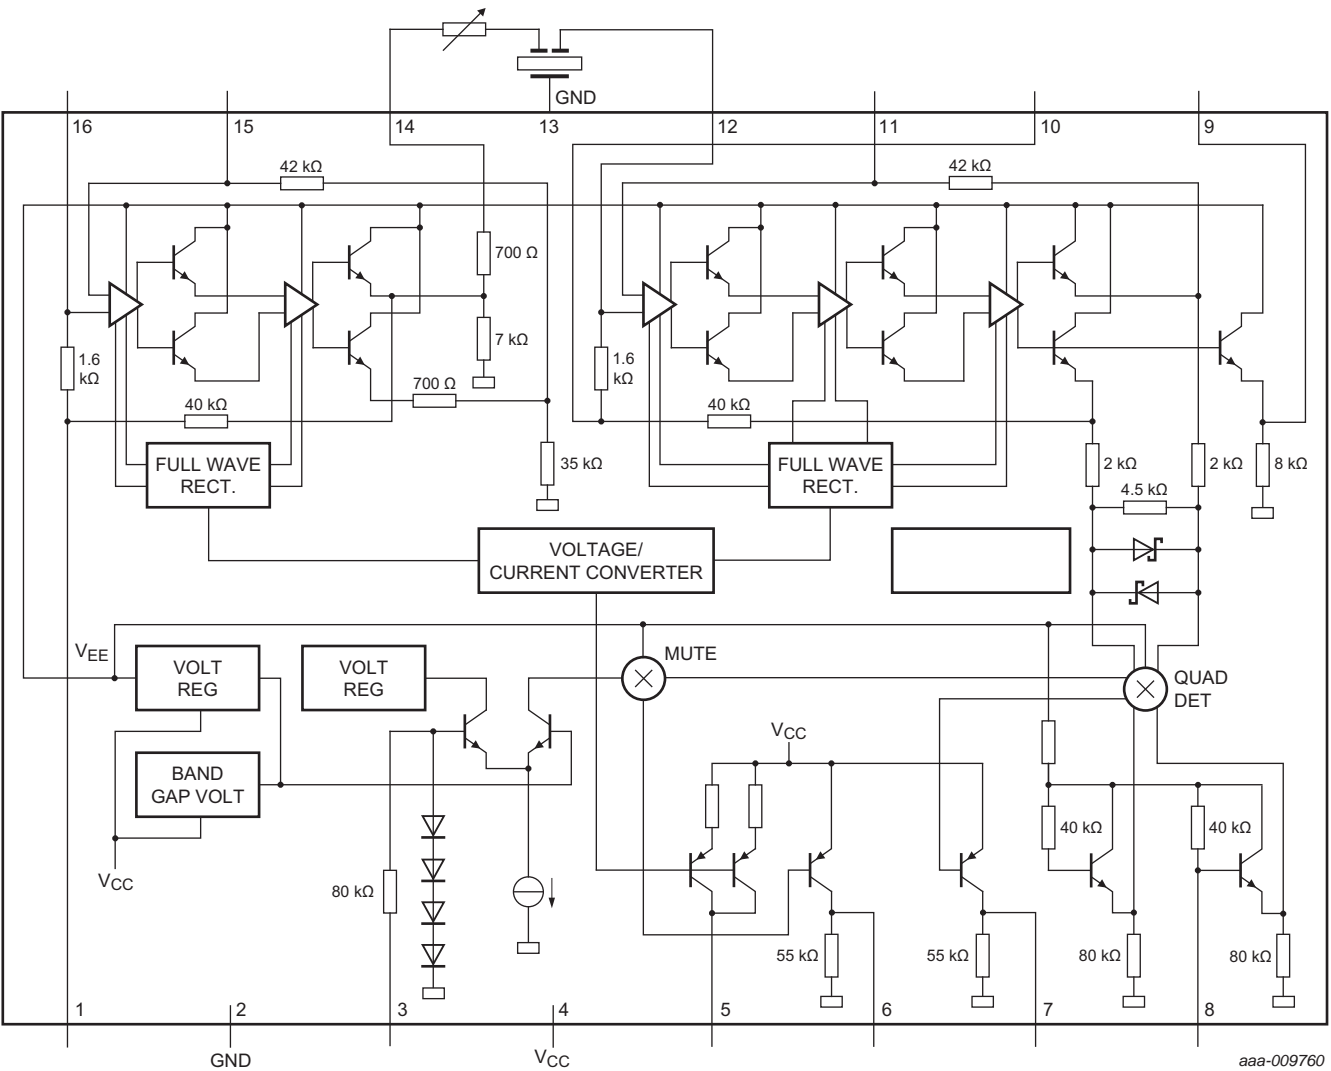 GND
16 15 14 13 12 11 10 9
42 kΩ 42 kΩ
700 Ω
7 kΩ
1.6
kΩ
1.6
kΩ
700 Ω
40 kΩ 40 kΩ
FULL WAVE
RECT.
35 kΩ
FULL WAVE
RECT.
2 kΩ 2 kΩ 8 kΩ
4.5 kΩ
VOLTAGE/
CURRENT CONVERTER
VEE
VOLT
REG
VOLT
REG
MUTE
QUAD
DET
VCC
BAND
GAP VOLT
40 kΩ 40 kΩ
VCC
80 kΩ
55 kΩ 55 kΩ 80 kΩ 80 kΩ
1 2 3 4 5 6 7 8
GND VCC
aaa-009760